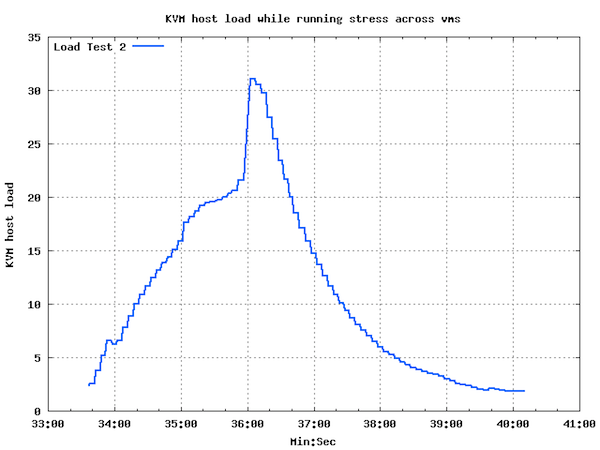 KVM host load while running stress across vms
Load Test 2
35
30
25
20
15
10
5
0
KVM host load
33:00 34:00 35:00 36:00 37:00 38:00 39:00 40:00 41:00
Min:Sec